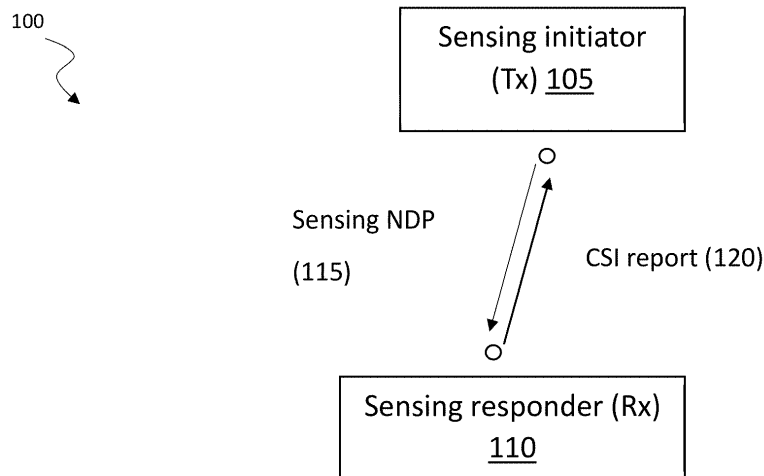 100
Sensing initiator
(Tx) 105
Sensing NDP
(115)
CSI report (120)
Sensing responder (Rx)
110